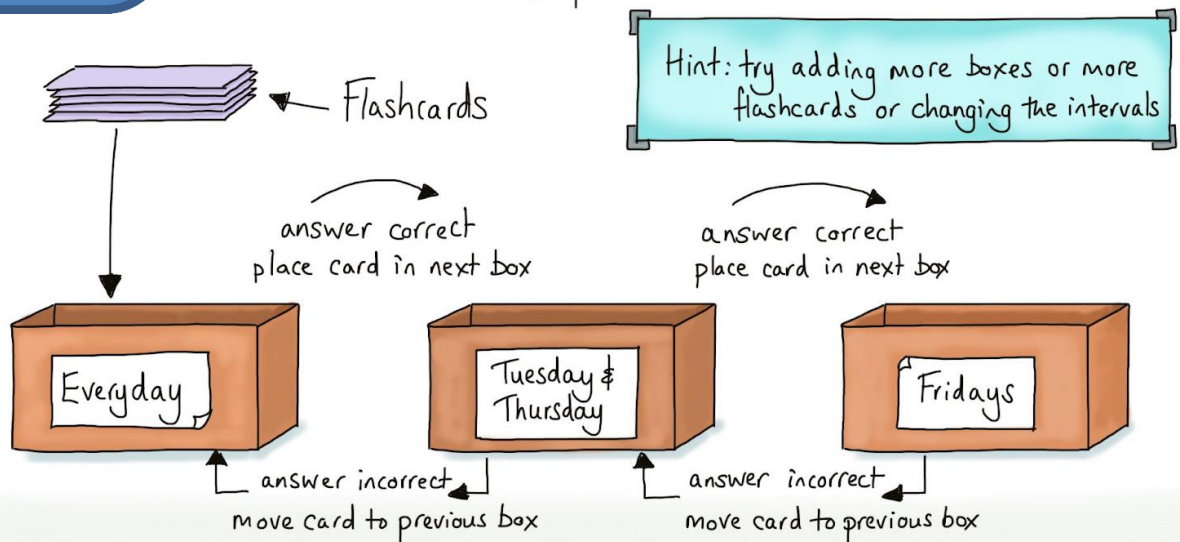 Hint: try adding more boxes or more
flashcards or changing the intervals
Flashcards
answer correct
place card in next box
answer correct
place card in next box
Everyday
Tuesday &
Thursday
Fridays
answer incorrect
move card to previous box
answer incorrect
move card to previous box